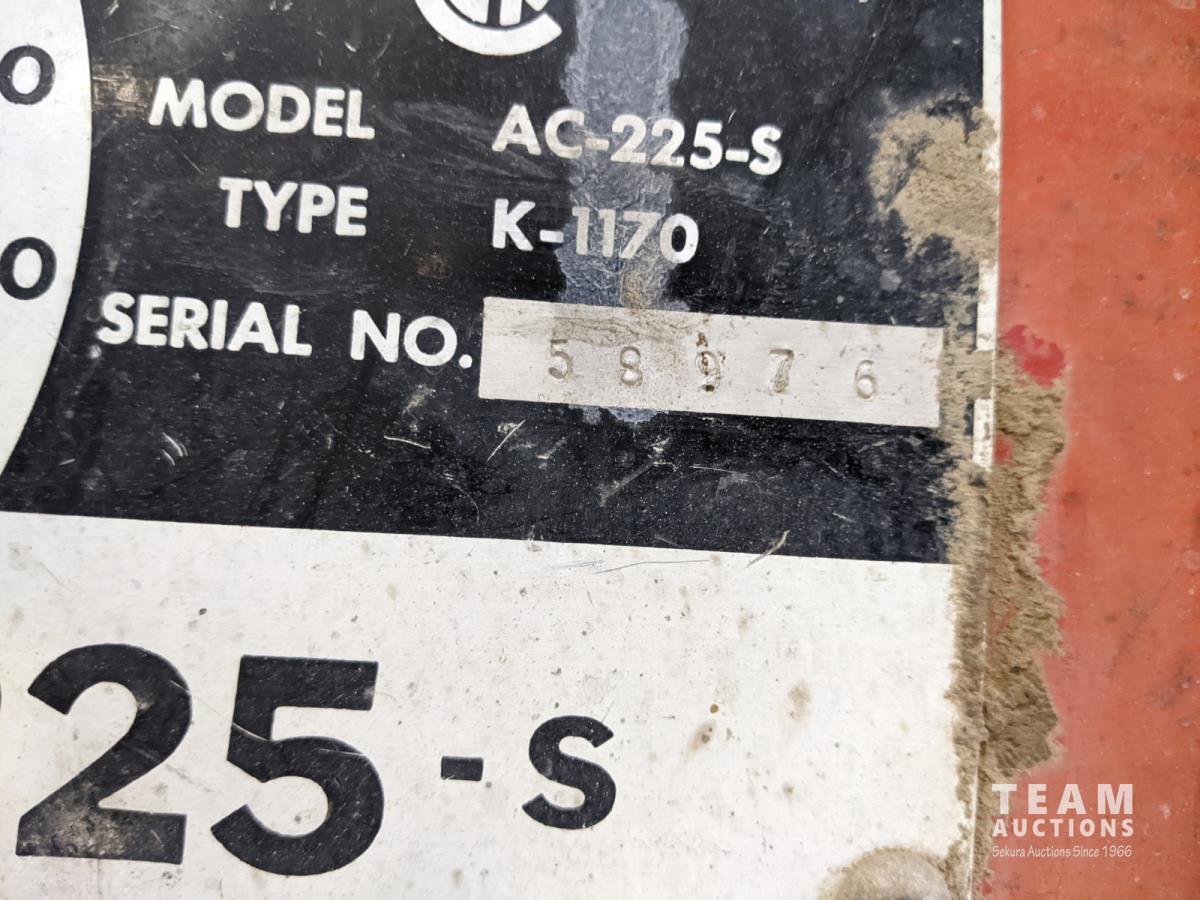 MODEL AC-225-S
TYPE K-1170
SERIAL NO. 58976
25-S
TEAM
AUCTIONS
Sekura Auctions Since 1966